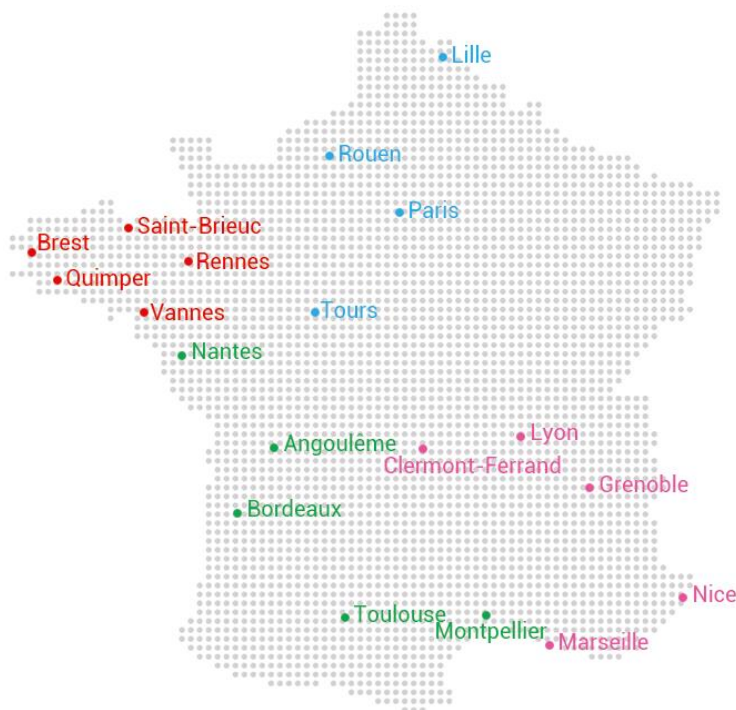 Lille
Rouen
Paris
Saint-Brieuc
Brest
Rennes
Quimper
Vannes
Tours
Nantes
Lyon
Angoulême
Clermont-Ferrand
Grenoble
Bordeaux
Nice
Toulouse
Montpellier
Marseille